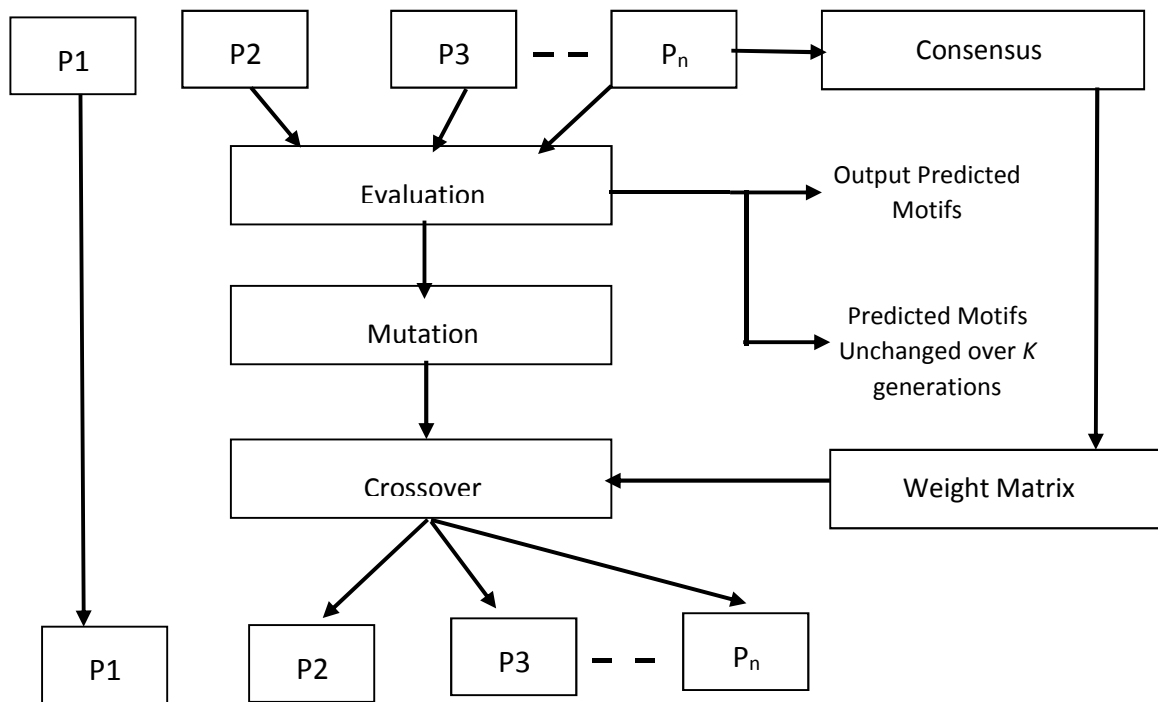 P1
P2
P3
Pn
Consensus
Evaluation
Output Predicted
Motifs
Mutation
Predicted Motifs
Unchanged over K
generations
Crossover
Weight Matrix
P1
P2
P3
Pn